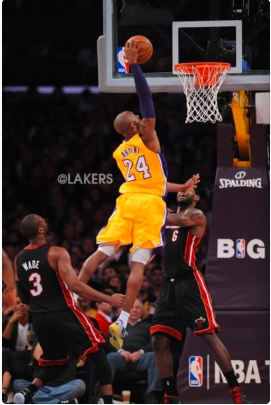 @LAKERS
SPALDING
BRYANT
24
6
WADE
3
BIG
NBA T